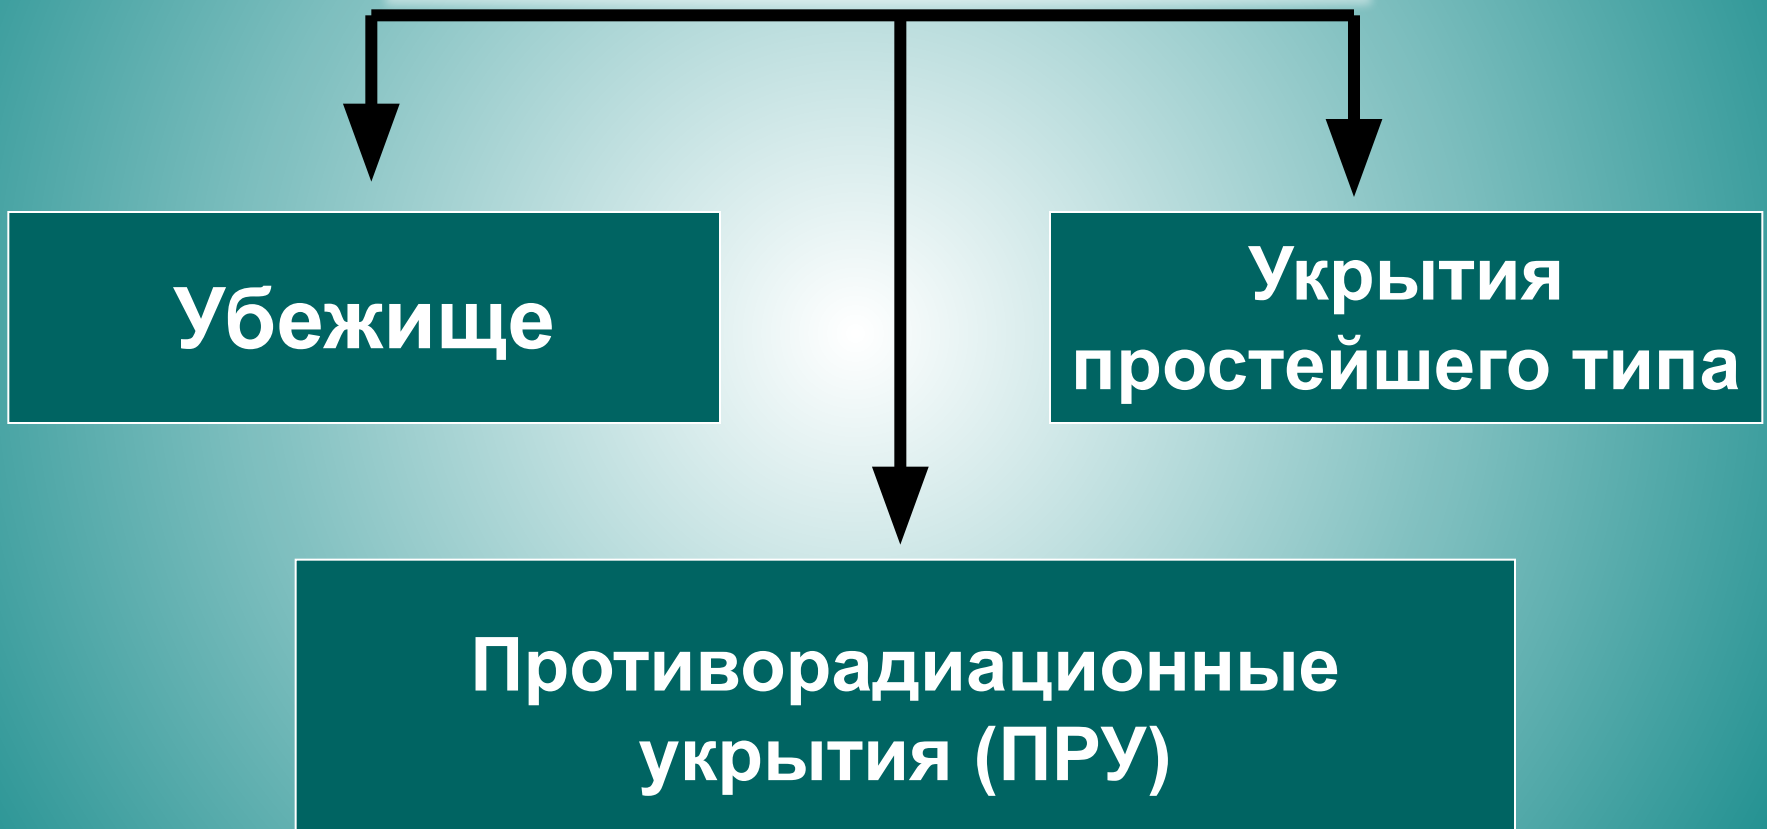 Убежище
Укрытия
простейшего типа
Противорадиационные
укрытия (ПРУ)